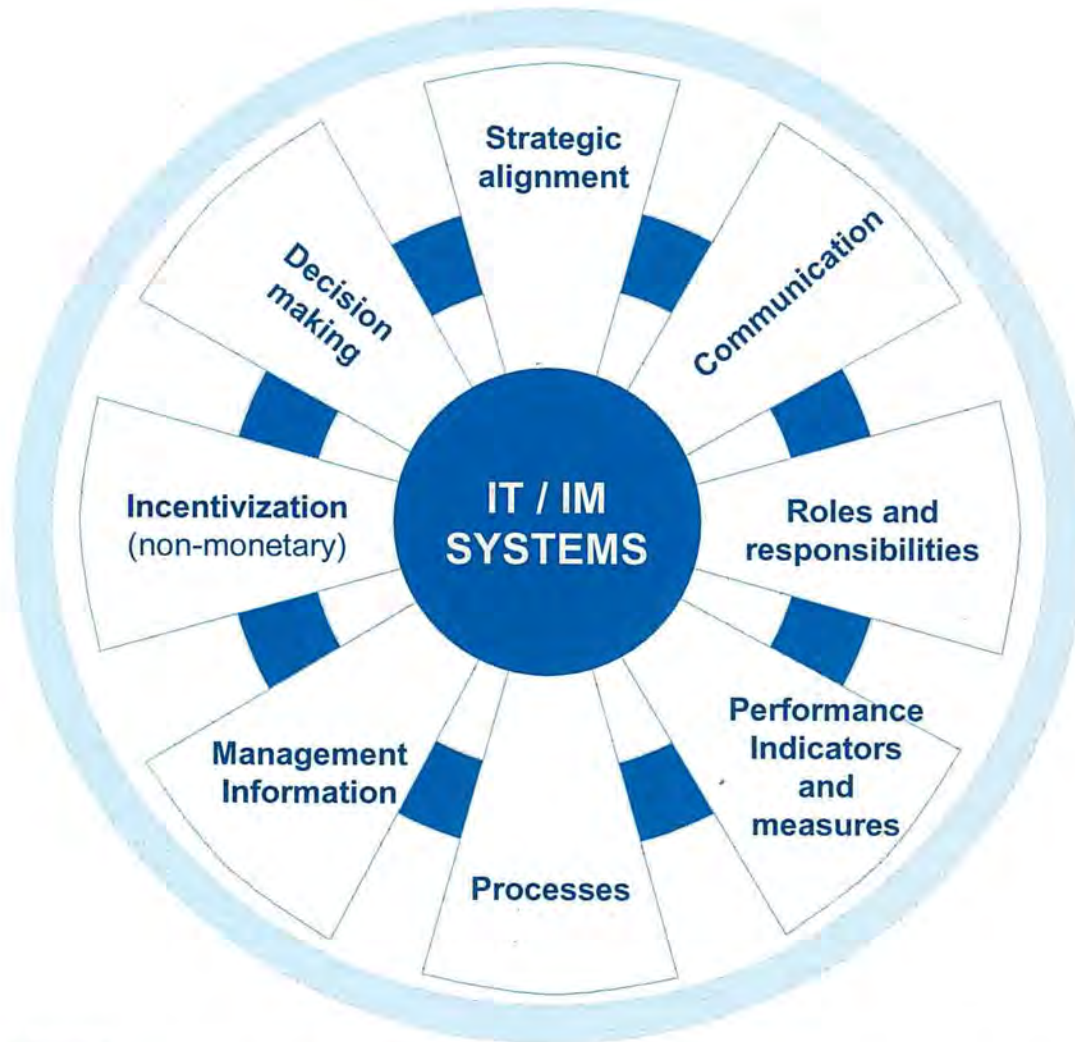 Strategic
alignment
Communication
Roles and
responsibilities
Performance
Indicators
and
measures
Processes
Management
Information
Incentivization
(non-monetary)
Decision
making
IT / IM
SYSTEMS